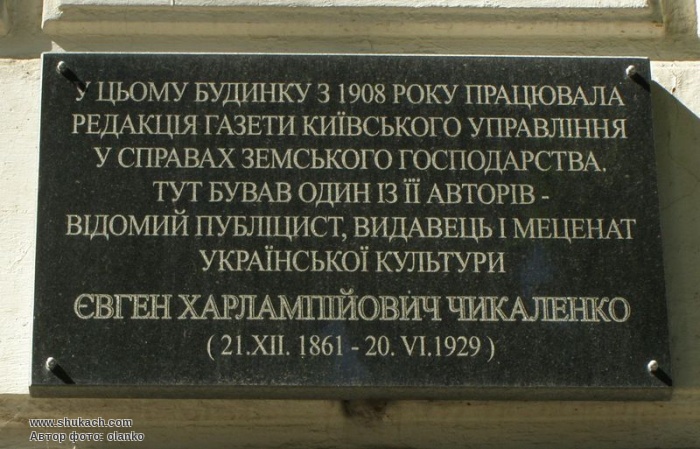 У ЦЬОМУ БУДИНКУ З 1908 РОКУ ПРАЦЮВАЛА
РЕДАКЦІЯ ГАЗЕТИ КИЇВСЬКОГО УПРАВЛІННЯ
У СПРАВАХ ЗЕМСЬКОГО ГОСПОДАРСТВА.
ТУТ БУВАВ ОДИН ІЗ ЇЇ АВТОРІВ -
ВІДОМИЙ ПУБЛІЦИСТ, ВИДАВЕЦЬ І МЕЦЕНАТ
УКРАЇНСЬКОЇ КУЛЬТУРИ
ЄВГЕН ХАРЛАМПІЙОВИЧ ЧИКАЛЕНКО
( 21.XII. 1861 - 20. VI.1929 )
www.shukach.com
Автор фото: olanko